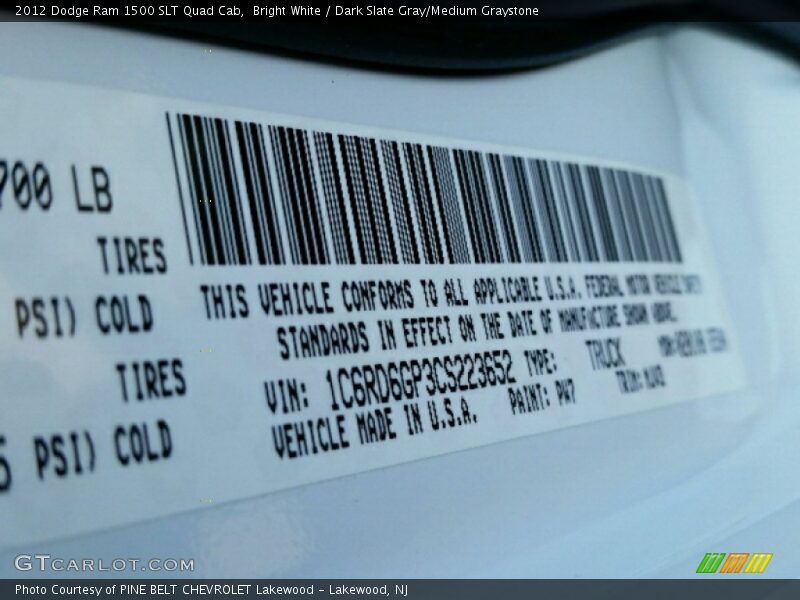 2012 Dodge Ram 1500 SLT Quad Cab,  Bright White / Dark Slate Gray/Medium Graystone
700 LB
TIRES
PSI) COLD
TIRES
5 PSI) COLD
THIS VEHICLE CONFORMS TO ALL APPLICABLE U.S.A. FEDERAL MOTOR VEHICLE SAFETY
STANDARDS IN EFFECT ON THE DATE OF MANUFACTURE SHOWN ABOVE.
VIN: 1C6RD6GP3CS223652 TYPE: TRUCK
VEHICLE MADE IN U.S.A. PAINT: PW7 TRIM:
GTCARLOT.COM
Photo Courtesy of PINE BELT CHEVROLET Lakewood - Lakewood, NJ